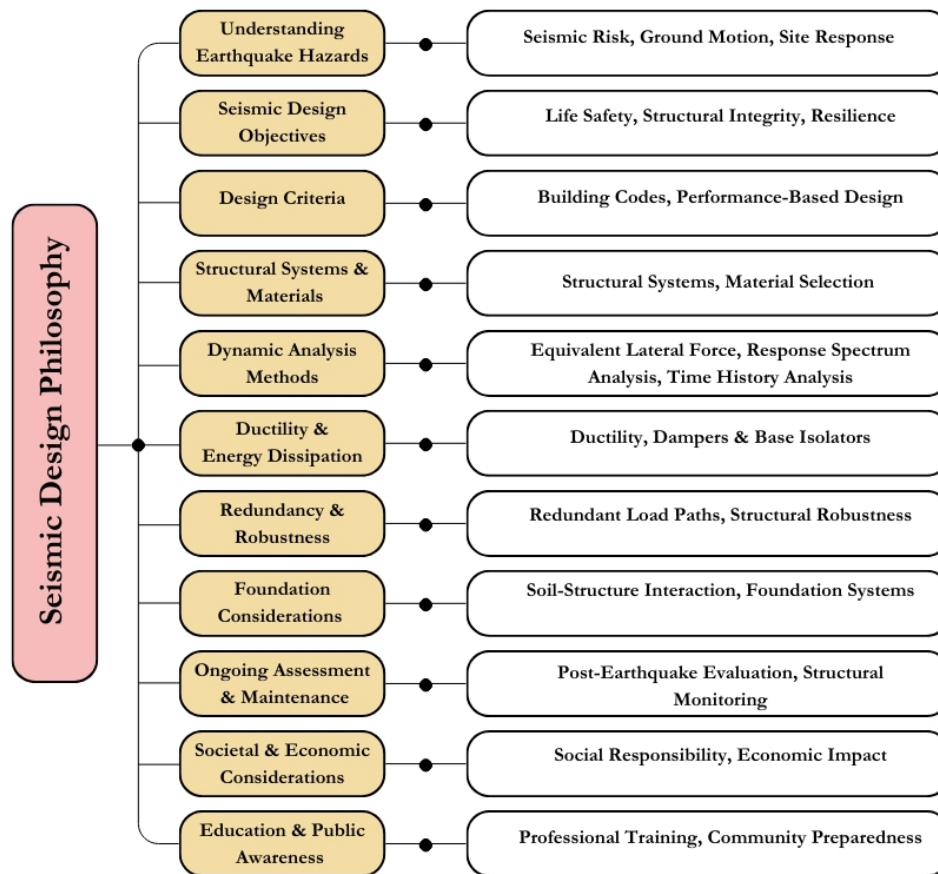 Seismic Design Philosophy
Understanding
Earthquake Hazards
Seismic Risk, Ground Motion, Site Response
Seismic Design
Objectives
Life Safety, Structural Integrity, Resilience
Design Criteria
Building Codes, Performance-Based Design
Structural Systems &
Materials
Structural Systems, Material Selection
Dynamic Analysis
Methods
Equivalent Lateral Force, Response Spectrum
Analysis, Time History Analysis
Ductility &
Energy Dissipation
Ductility, Dampers & Base Isolators
Redundancy &
Robustness
Redundant Load Paths, Structural Robustness
Foundation
Considerations
Soil-Structure Interaction, Foundation Systems
Ongoing Assessment
& Maintenance
Post-Earthquake Evaluation, Structural
Monitoring
Societal & Economic
Considerations
Social Responsibility, Economic Impact
Education & Public
Awareness
Professional Training, Community Preparedness